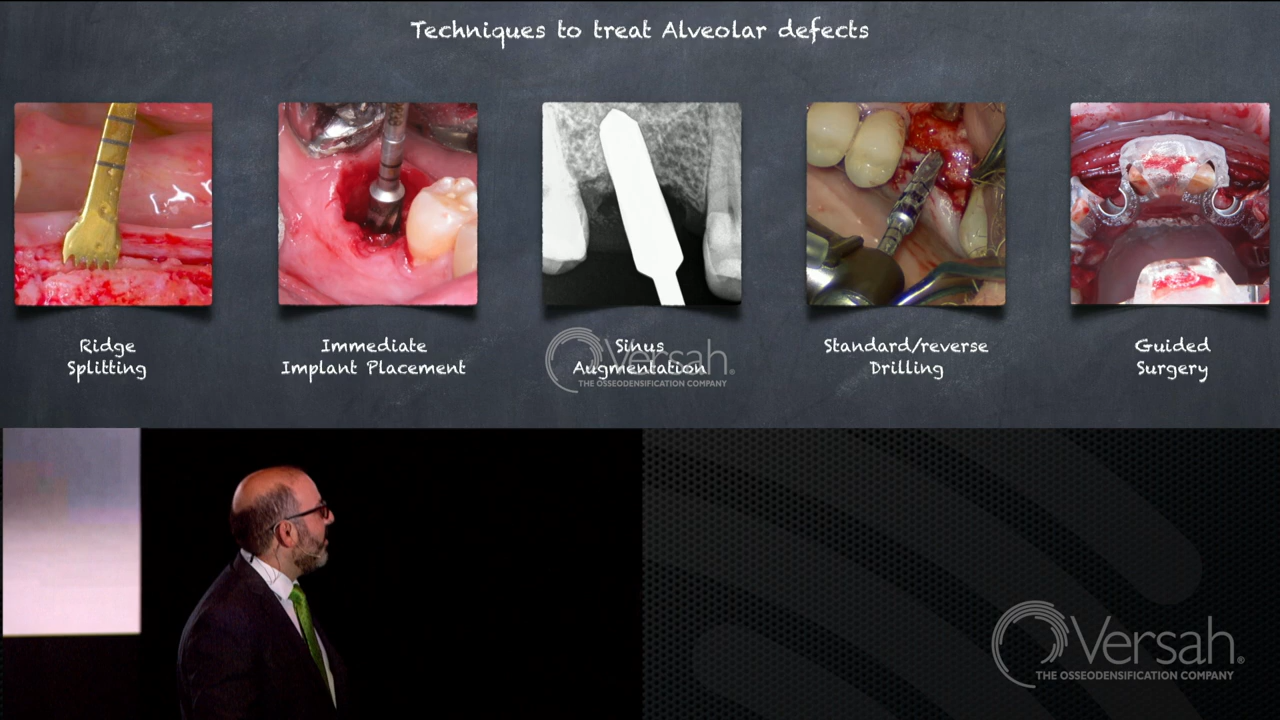 Techniques to treat Alveolar defects
Ridge
Splitting
Immediate
Implant Placement
Sinus
Augmentation
Versah.
THE OSSEODENSIFICATION COMPANY
Standard/reverse
Drilling
Guided
Surgery
Versah®
THE OSSEODENSIFICATION COMPANY